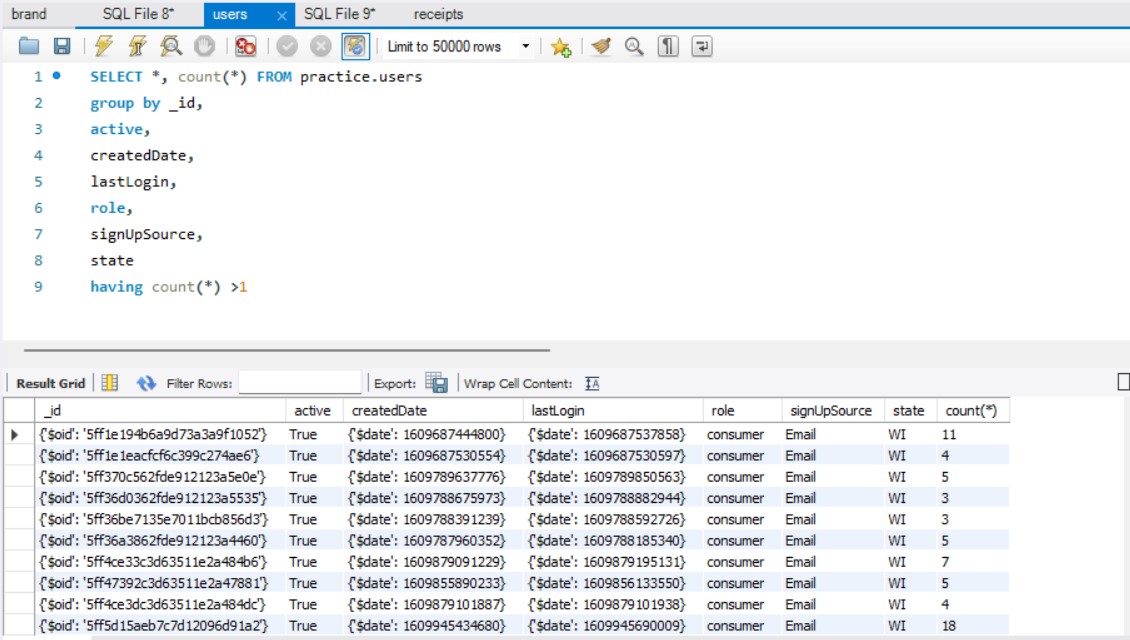 brand SQL File 8* users × SQL File 9* receipts
Limit to 50000 rows
1 SELECT *, count(*) FROM practice.users
2 group by _id,
3 active,
4 createdDate,
5 lastLogin,
6 role,
7 signUpSource,
8 state
9 having count(*) >1
Result Grid Filter Rows: Export: Wrap Cell Content: IA
_id active createdDate lastLogin role signUpSource state count(*)
{'$oid': '5ff1e194b6a9d73a3a9f1052'} True {'$date': 1609687444800} {'$date': 1609687537858} consumer Email WI 11
{'$oid': '5ff1e1eacfcf6c399c274ae6'} True {'$date': 1609687530554} {'$date': 1609687530597} consumer Email WI 4
{'$oid': '5ff370c562fde912123a5e0e'} True {'$date': 1609789637776} {'$date': 1609789850563} consumer Email WI 5
{'$oid': '5ff36d0362fde912123a5535'} True {'$date': 1609788675973} {'$date': 1609788882944} consumer Email WI 3
{'$oid': '5ff36be7135e7011bcb856d3'} True {'$date': 1609788391239} {'$date': 1609788592726} consumer Email WI 3
{'$oid': '5ff36a3862fde912123a4460'} True {'$date': 1609787960352} {'$date': 1609788185340} consumer Email WI 5
{'$oid': '5ff4ce33c3d63511e2a484b6'} True {'$date': 1609879091229} {'$date': 1609879195131} consumer Email WI 7
{'$oid': '5ff47392c3d63511e2a47881'} True {'$date': 1609855890233} {'$date': 1609856133550} consumer Email WI 5
{'$oid': '5ff4ce3dc3d63511e2a484dc'} True {'$date': 1609879101887} {'$date': 1609879101938} consumer Email WI 4
{'$oid': '5ff5d15aeb7c7d12096d91a2'} True {'$date': 1609945434680} {'$date': 1609945690009} consumer Email WI 18